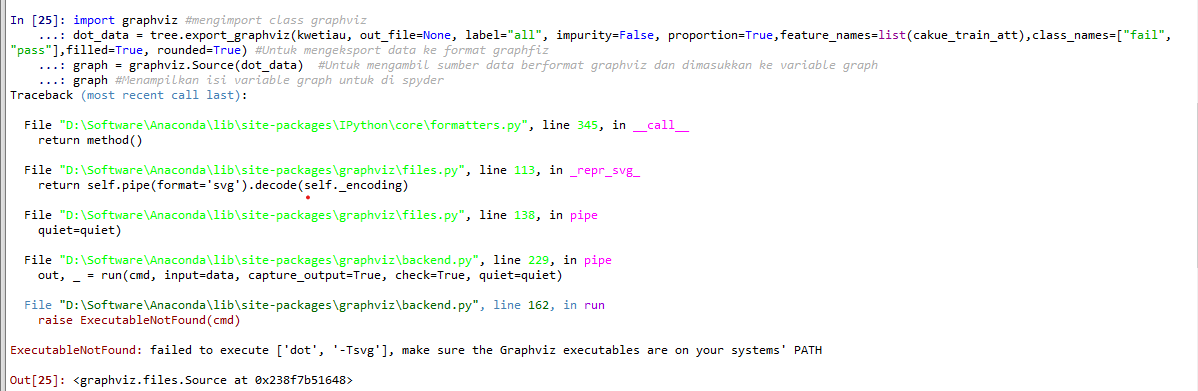 In [25]: import graphviz #mengimport class graphviz
...: dot_data = tree.export_graphviz(kwetiau, out_file=None, label="all", impurity=False, proportion=True,feature_names=list(cakue_train_att),class_names=["fail",
"pass"],filled=True, rounded=True) #Untuk mengeksport data ke format graphfiz
...: graph = graphviz.Source(dot_data)  #Untuk mengambil sumber data berformat graphviz dan dimasukkan ke variable graph
...: graph #Menampilkan isi variable graph untuk di spyder
Traceback (most recent call last):
File "D:\Software\Anaconda\lib\site-packages\IPython\core\formatters.py", line 345, in __call__
return method()
File "D:\Software\Anaconda\lib\site-packages\graphviz\files.py", line 113, in _repr_svg_
return self.pipe(format='svg').decode(self._encoding)
File "D:\Software\Anaconda\lib\site-packages\graphviz\files.py", line 138, in pipe
quiet=quiet)
File "D:\Software\Anaconda\lib\site-packages\graphviz\backend.py", line 229, in pipe
out, _ = run(cmd, input=data, capture_output=True, check=True, quiet=quiet)
File "D:\Software\Anaconda\lib\site-packages\graphviz\backend.py", line 162, in run
raise ExecutableNotFound(cmd)
ExecutableNotFound: failed to execute ['dot', '-Tsvg'], make sure the Graphviz executables are on your systems' PATH
Out[25]: <graphviz.files.Source at 0x238f7b51648>